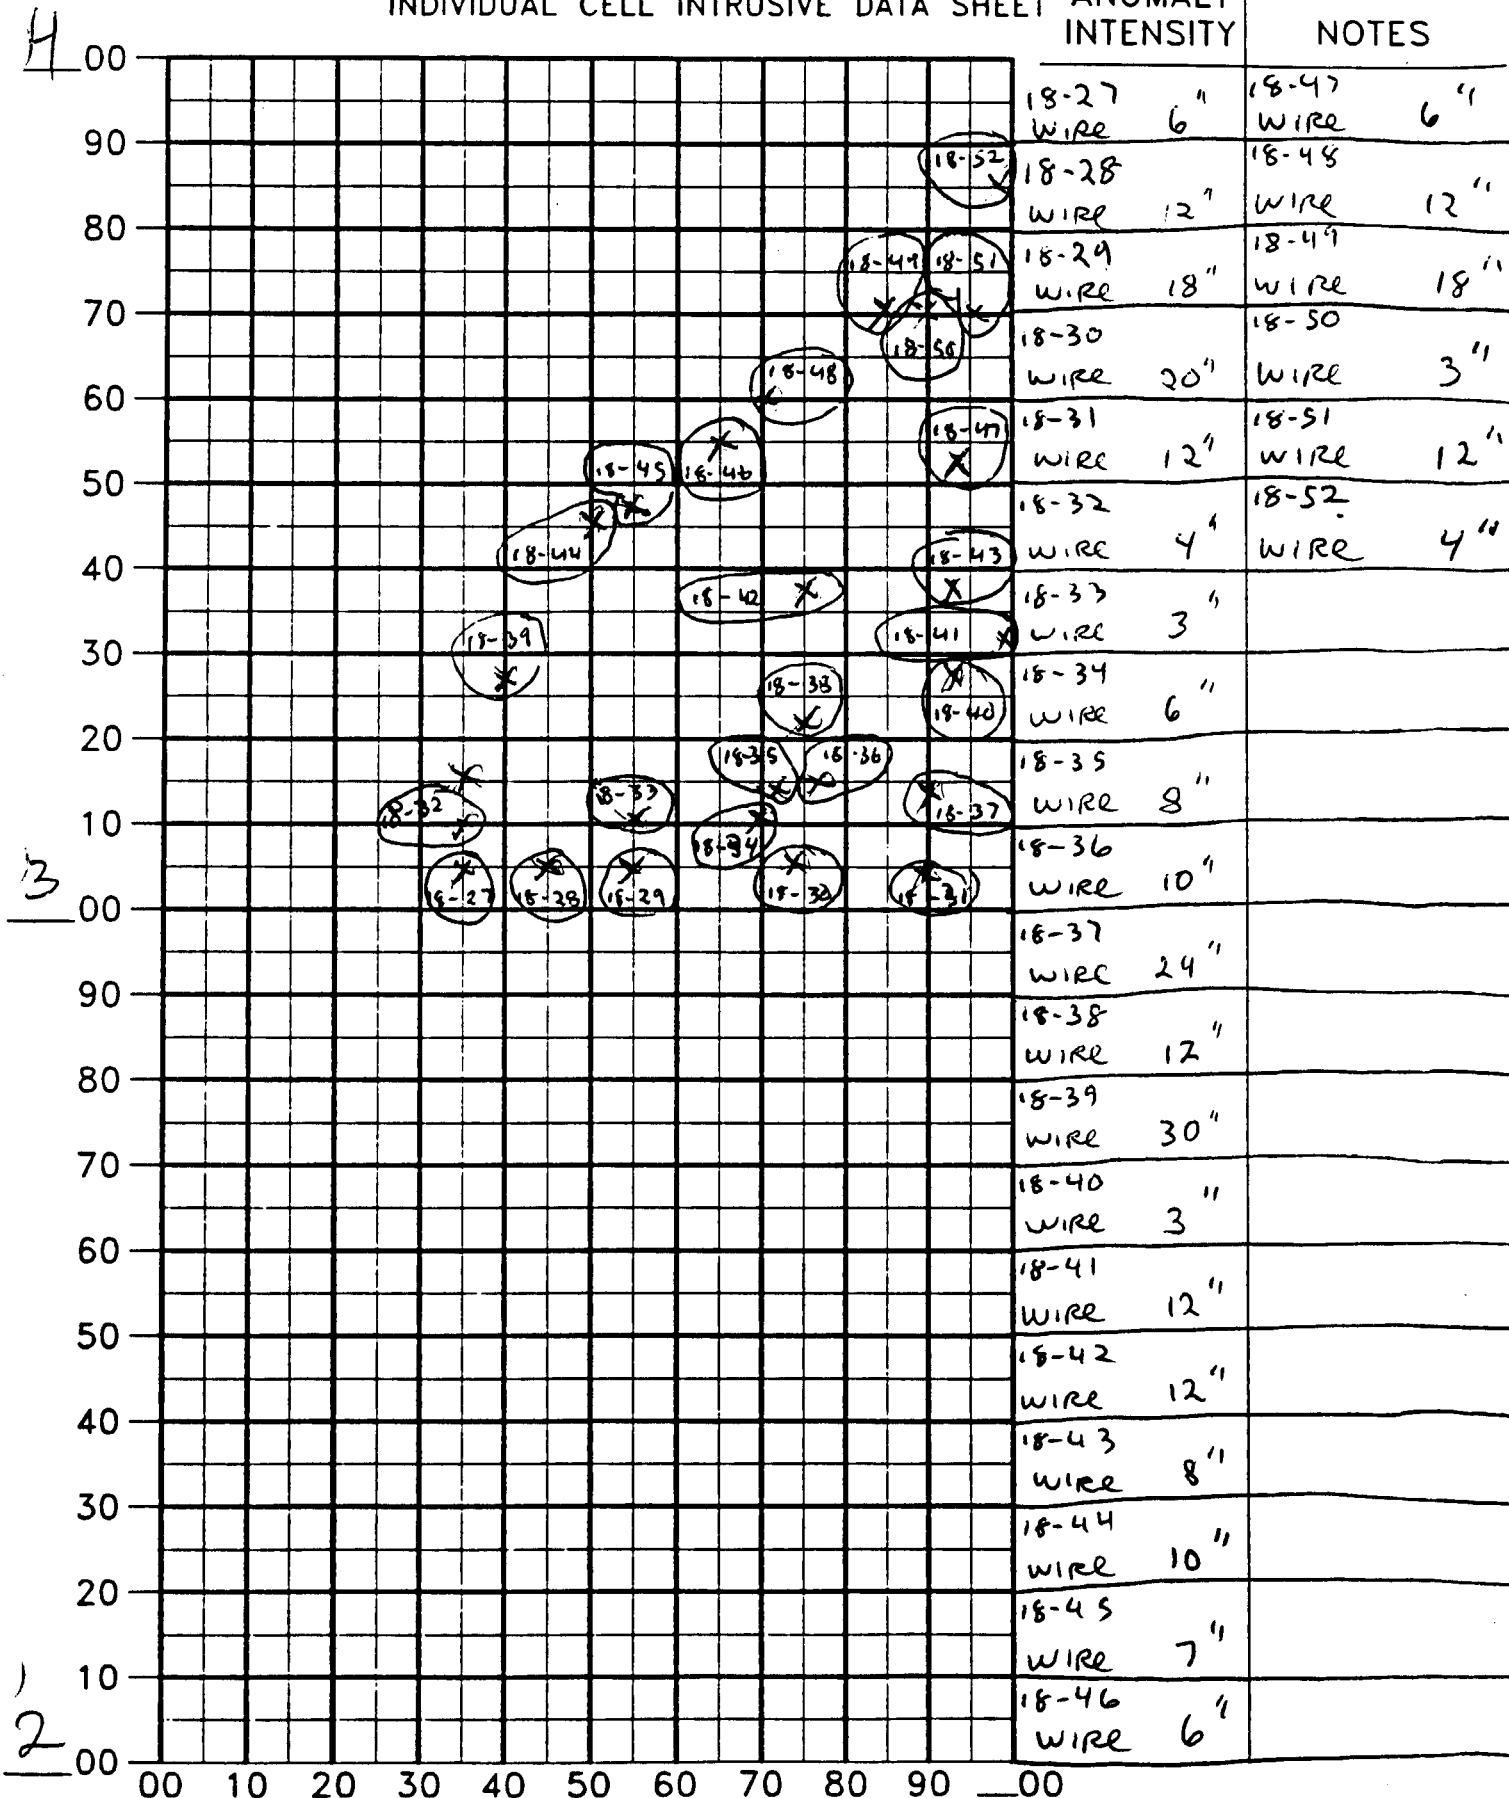 INDIVIDUAL CELL INTRUSIVE DATA SHEET
ANOMALY INTENSITY
NOTES
4 00
90
80
70
60
50
40
30
20
10
3 00
90
80
70
60
50
40
30
20
10
2 00
00 10 20 30 40 50 60 70 80 90 __00
18-52
18-49 18-51
18-50
18-48
18-47
18-45 18-46
18-44
18-43
18-42
18-41
18-39
18-38
18-40
18-35 18-36
18-32 18-33
18-37
18-34
18-27 18-28 18-29 18-30 18-31
18-27
WIRE 6"
18-28
WIRE 12"
18-29
WIRE 18"
18-30
WIRE 20"
18-31
WIRE 12"
18-32
WIRE 4"
18-33
WIRE 3"
18-34
WIRE 6"
18-35
WIRE 8"
18-36
WIRE 10"
18-37
WIRE 24"
18-38
WIRE 12"
18-39
WIRE 30"
18-40
WIRE 3"
18-41
WIRE 12"
18-42
WIRE 12"
18-43
WIRE 8"
18-44
WIRE 10"
18-45
WIRE 7"
18-46
WIRE 6"
18-47
WIRE 6"
18-48
WIRE 12"
18-49
WIRE 18"
18-50
WIRE 3"
18-51
WIRE 12"
18-52
WIRE 4"